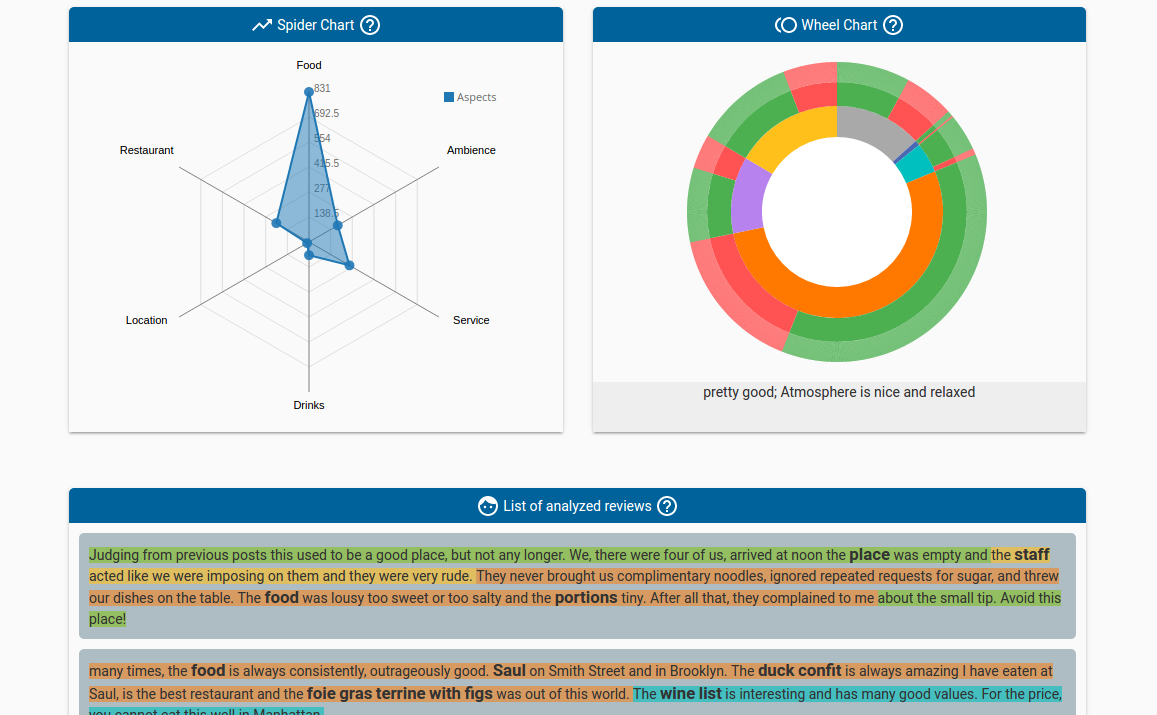 Spider Chart ?
Wheel Chart ?
Food
831
Aspects
692.5
554
Restaurant
Ambience
415.5
277
138.5
Location
Service
Drinks
pretty good; Atmosphere is nice and relaxed
List of analyzed reviews ?
Judging from previous posts this used to be a good place, but not any longer. We, there were four of us, arrived at noon the place was empty and the staff
acted like we were imposing on them and they were very rude. They never brought us complimentary noodles, ignored repeated requests for sugar, and threw
our dishes on the table. The food was lousy too sweet or too salty and the portions tiny. After all that, they complained to me about the small tip. Avoid this
place!
many times, the food is always consistently, outrageously good. Saul on Smith Street and in Brooklyn. The duck confit is always amazing I have eaten at
Saul, is the best restaurant and the foie gras terrine with figs was out of this world. The wine list is interesting and has many good values. For the price,
you cannot eat this well in Manhattan.